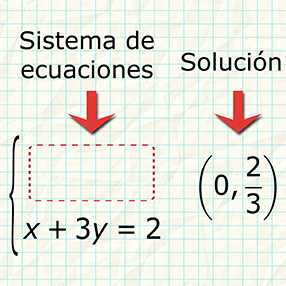 Sistema de
ecuaciones
Solución
x + 3y = 2
(0, 2/3)